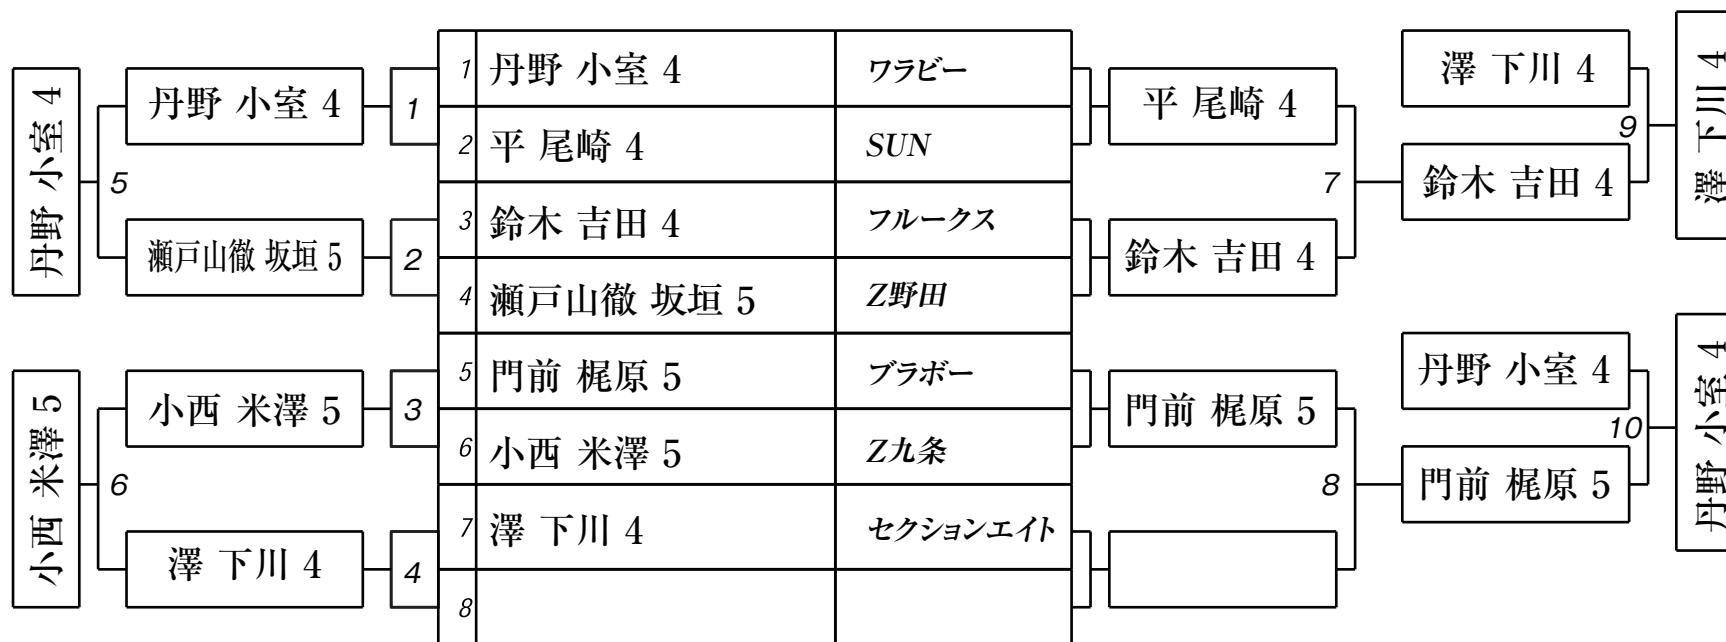 丹野 小室 4
5
小西 米澤 5
6
丹野 小室 4
1
瀬戸山徹 坂垣 5
2
小西 米澤 5
3
澤 下川 4
4
1 丹野 小室 4 ワラビー
2 平 尾崎 4 SUN
3 鈴木 吉田 4 フルークス
4 瀬戸山徹 坂垣 5 Z野田
5 門前 梶原 5 ブラボー
6 小西 米澤 5 Z九条
7 澤 下川 4 セクションエイト
8
平 尾崎 4
鈴木 吉田 4
7
門前 梶原 5
8
澤 下川 4
鈴木 吉田 4
9
丹野 小室 4
門前 梶原 5
10
澤 下川 4
丹野 小室 4